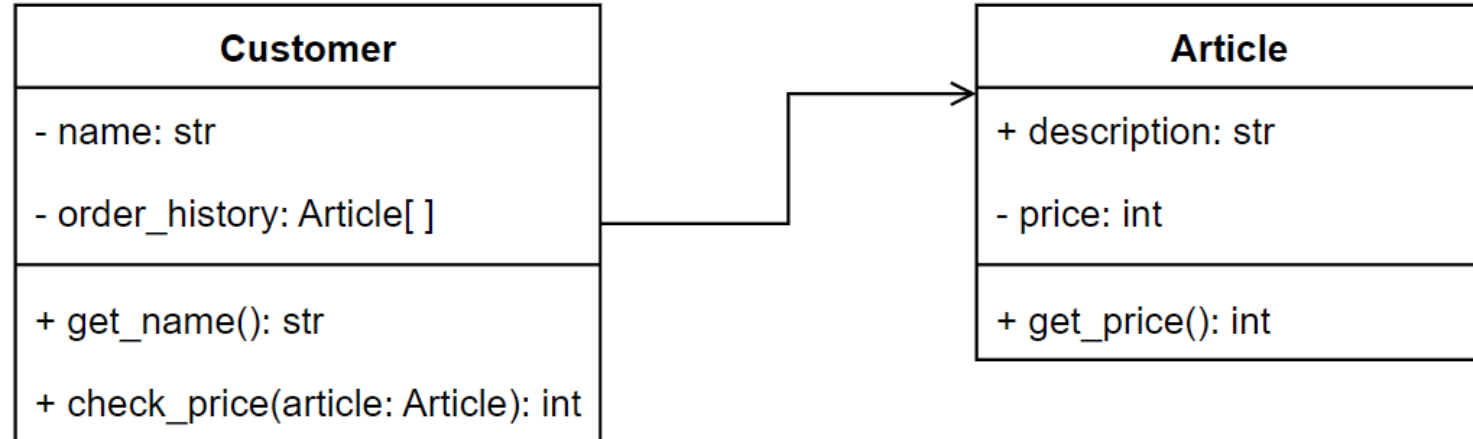 Customer
- name: str
- order_history: Article[ ]
+ get_name(): str
+ check_price(article: Article): int
Article
+ description: str
- price: int
+ get_price(): int